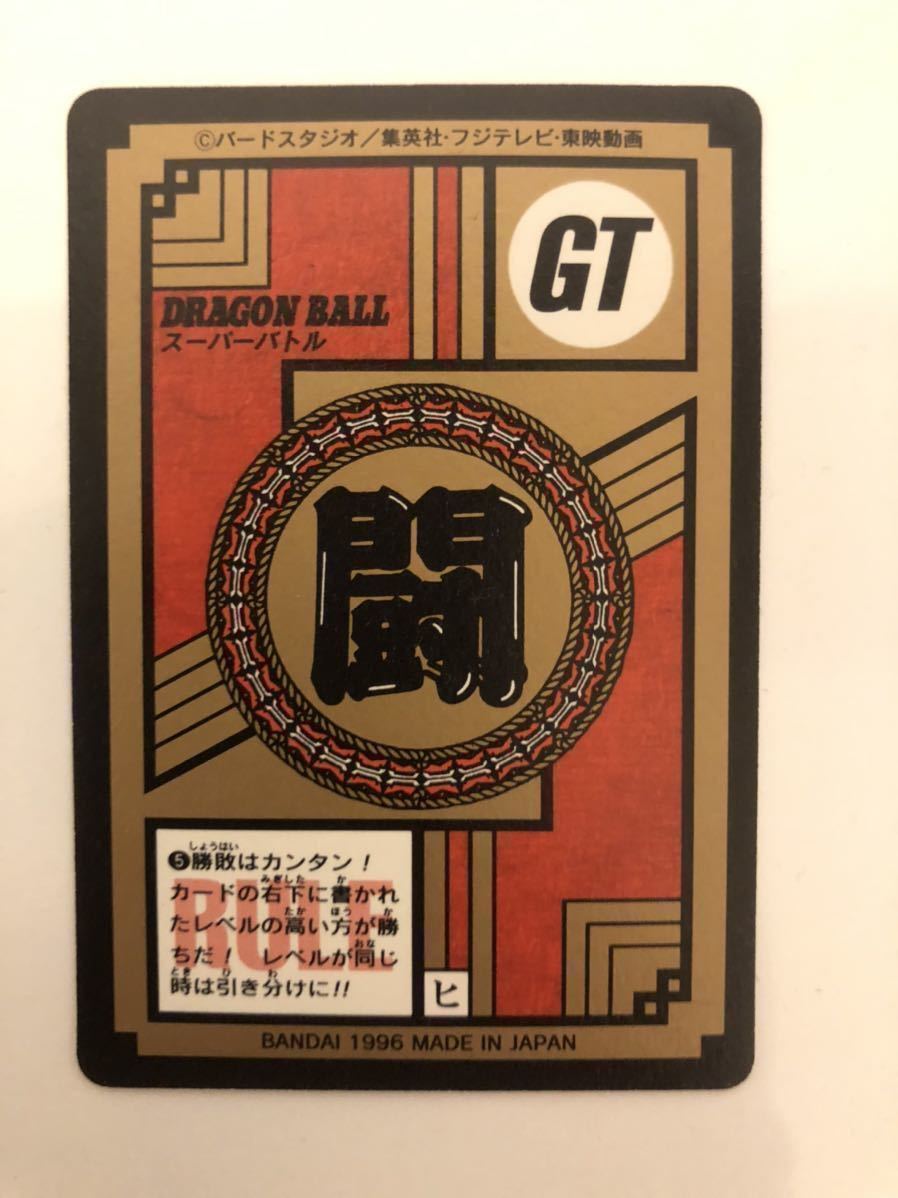 ©バードスタジオ／集英社・フジテレビ・東映動画
GT
DRAGON BALL
スーパーバトル
闘
RULE
❺勝敗はカンタン！
カードの右下に書かれ
たレベルの高い方が勝
ちだ！　レベルが同じ
時は引き分けに!!
ヒ
BANDAI 1996 MADE IN JAPAN